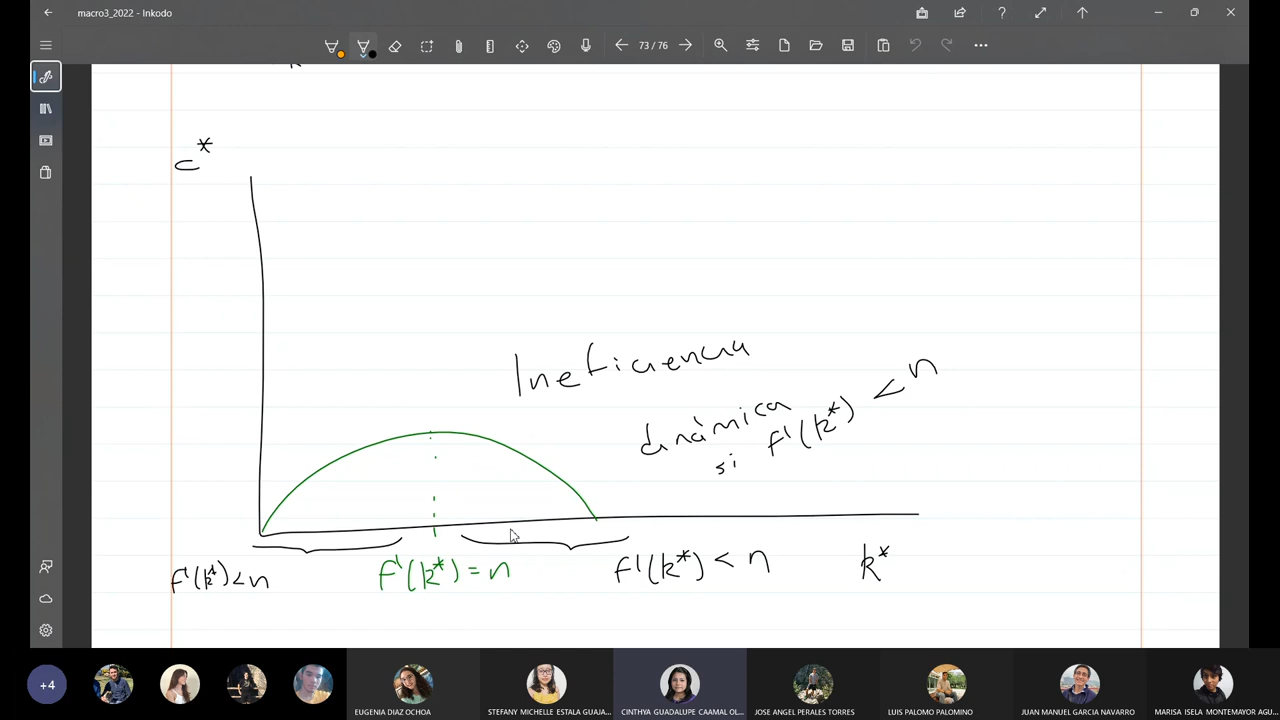 macro3_2022 - Inkodo
73 / 76
c*
Ineficiencia
dinámica
si f'(k*) < n
f'(k*) < n
f'(k*) = n
f'(k*) < n
k*
+4
EUGENIA DIAZ OCHOA
STEFANY MICHELLE ESTALA GUAJA...
CINTHYA GUADALUPE CAAMAL OL...
JOSE ANGEL PERALES TORRES
LUIS PALOMO PALOMINO
JUAN MANUEL GARCIA NAVARRO
MARISA ISELA MONTEMAYOR AGU...